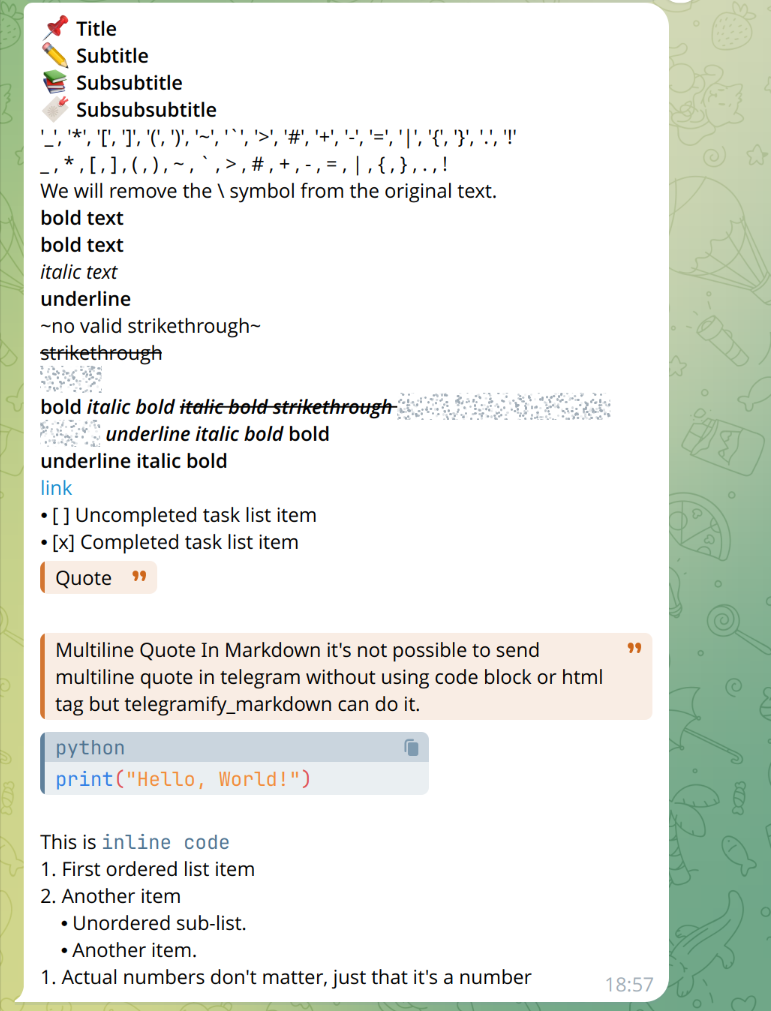 Title
Subtitle
Subsubtitle
Subsubsubtitle
'_', '*', '[', ']', '(', ')', '~', '`', '>', '#', '+', '-', '=', '|', '{', '}', '.', '!'
_ , * , [ , ] , ( , ) , ~ , ` , > , # , + , - , = , | , { , } , . , !
We will remove the \ symbol from the original text.
bold text
bold text
italic text
underline
~no valid strikethrough~
strikethrough
bold italic bold italic bold strikethrough
underline italic bold bold
underline italic bold
link
• [ ] Uncompleted task list item
• [x] Completed task list item
Quote
Multiline Quote In Markdown it's not possible to send
multiline quote in telegram without using code block or html
tag but telegramify_markdown can do it.
python
print("Hello, World!")
This is inline code
1. First ordered list item
2. Another item
• Unordered sub-list.
• Another item.
1. Actual numbers don't matter, just that it's a number
18:57